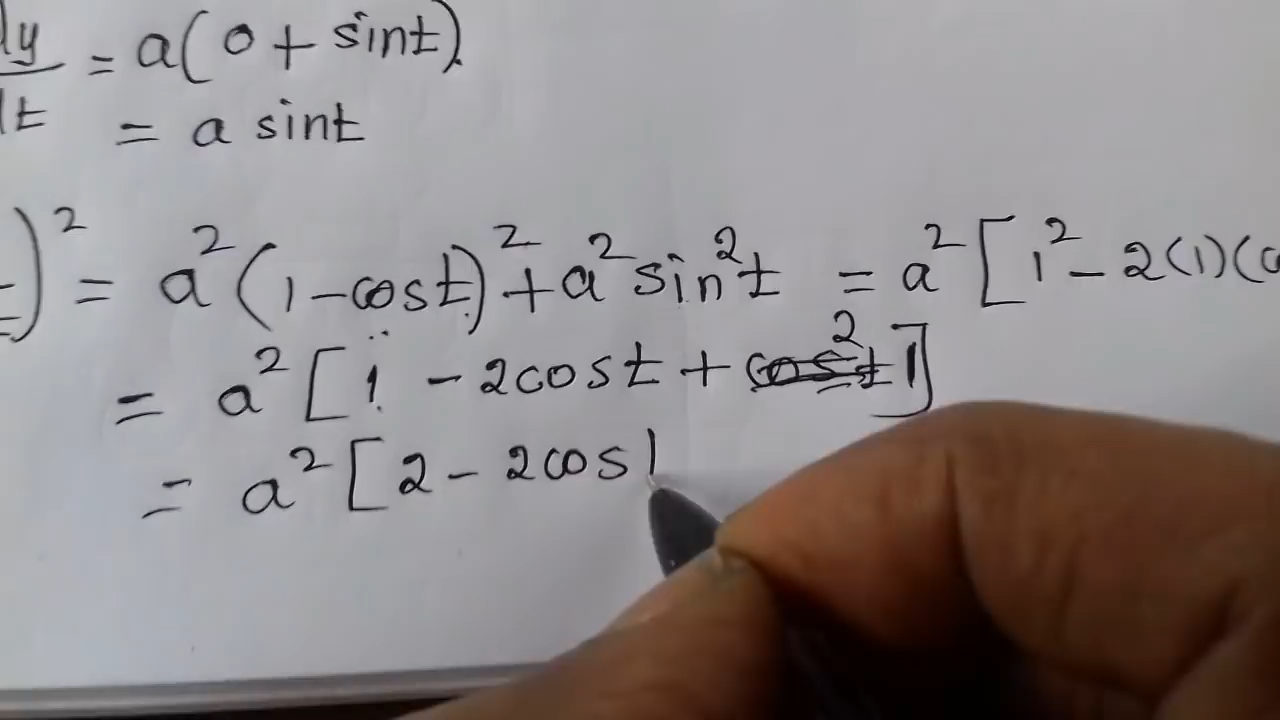 dy/dt = a(0 + sint)
= a sint
)² = a²(1-cost)² + a²sin²t = a²[1² - 2(1)(
= a²[1 - 2cost + 1]
= a²[2 - 2cos